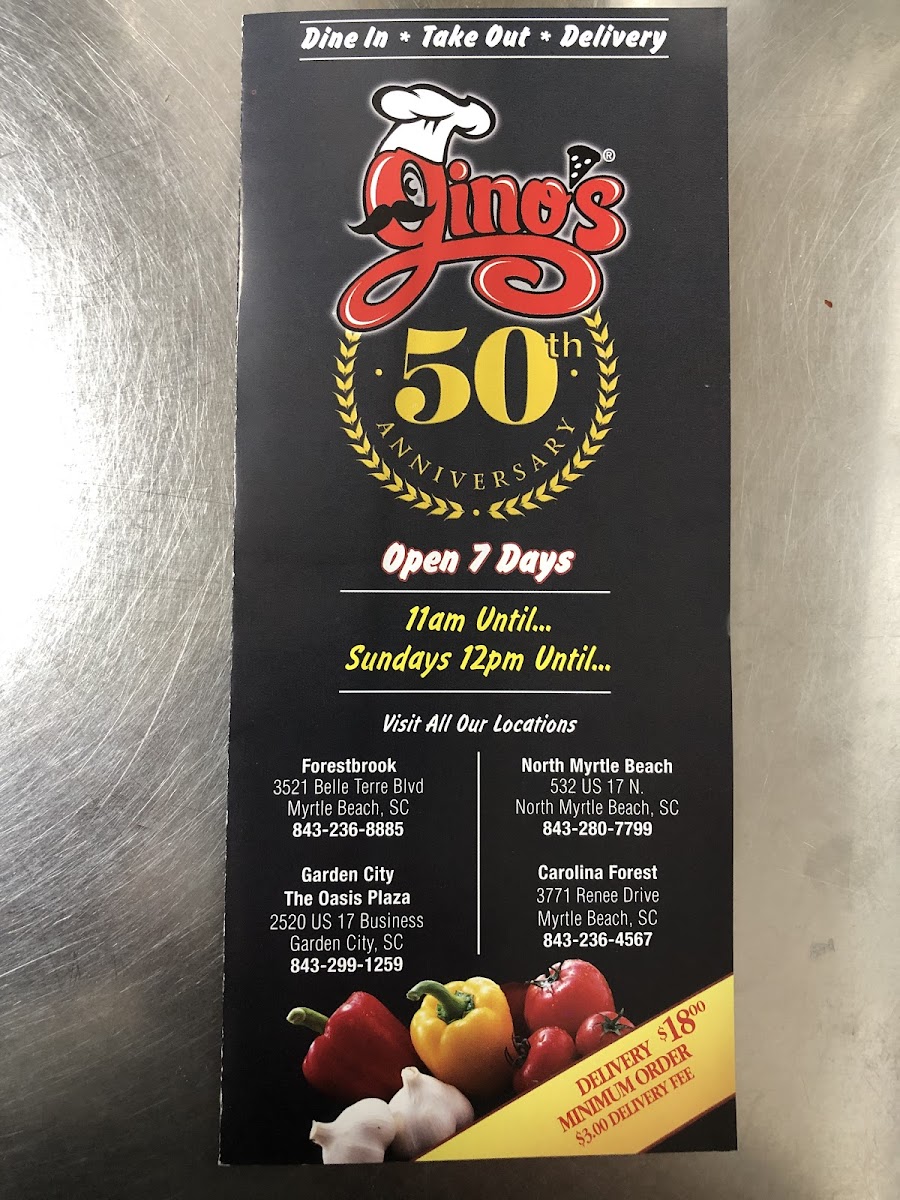 Dine In * Take Out * Delivery
gino's®
50th
ANNIVERSARY
Open 7 Days
11am Until...
Sundays 12pm Until...
Visit All Our Locations
Forestbrook
3521 Belle Terre Blvd
Myrtle Beach, SC
843-236-8885
Garden City
The Oasis Plaza
2520 US 17 Business
Garden City, SC
843-299-1259
North Myrtle Beach
532 US 17 N.
North Myrtle Beach, SC
843-280-7799
Carolina Forest
3771 Renee Drive
Myrtle Beach, SC
843-236-4567
DELIVERY $18.00
MINIMUM ORDER
$3.00 DELIVERY FEE